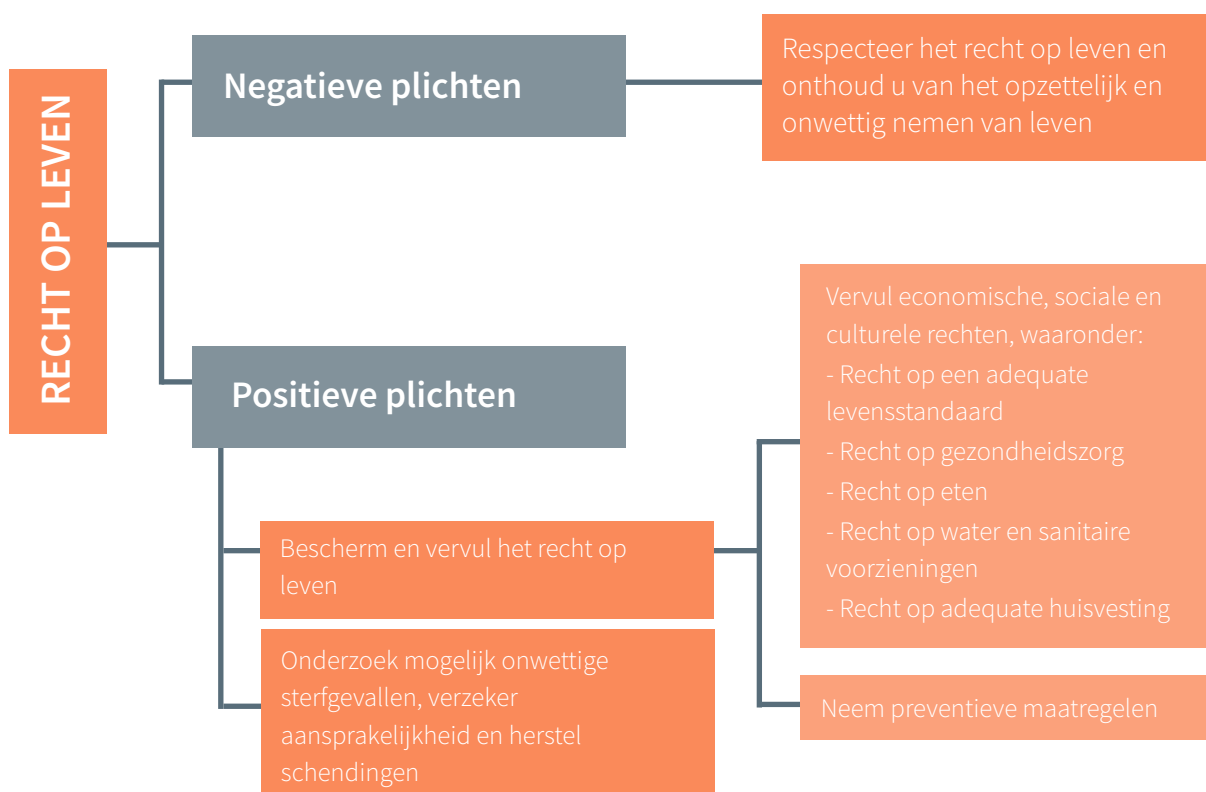 RECHT OP LEVEN
Negatieve plichten
Respecteer het recht op leven en
onthoud u van het opzettelijk en
onwettig nemen van leven
Positieve plichten
Bescherm en vervul het recht op
leven
Vervul economische, sociale en
culturele rechten, waaronder:
- Recht op een adequate
levensstandaard
- Recht op gezondheidszorg
- Recht op eten
- Recht op water en sanitaire
voorzieningen
- Recht op adequate huisvesting
Neem preventieve maatregelen
Onderzoek mogelijk onwettige
sterfgevallen, verzeker
aansprakelijkheid en herstel
schendingen